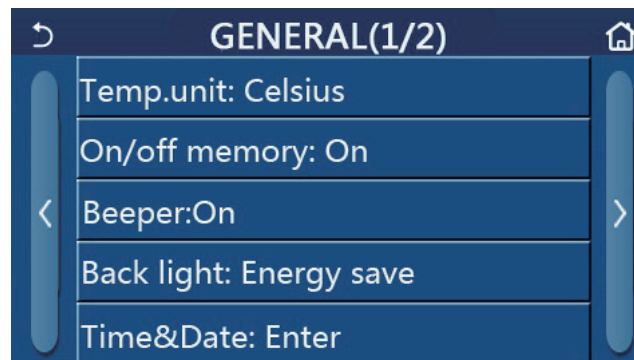 GENERAL(1/2)
Temp.unit: Celsius
On/off memory: On
Beeper:On
Back light: Energy save
Time&Date: Enter